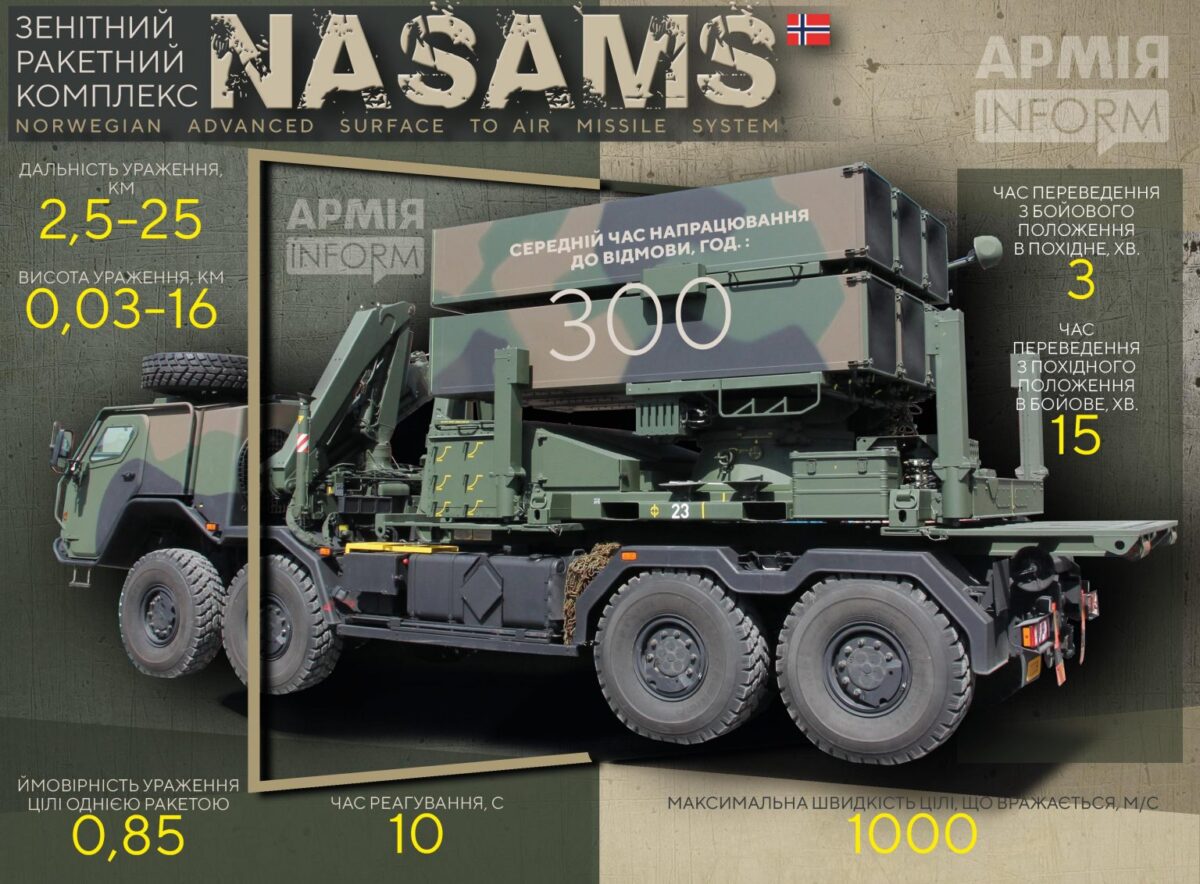 ЗЕНІТНИЙ
РАКЕТНИЙ
КОМПЛЕКС
NASAMS
NORWEGIAN ADVANCED SURFACE TO AIR MISSILE SYSTEM
АРМІЯ
INFORM
ДАЛЬНІСТЬ УРАЖЕННЯ,
КМ
2,5–25
ВИСОТА УРАЖЕННЯ, КМ
0,03–16
АРМІЯ
INFORM
СЕРЕДНІЙ ЧАС НАПРАЦЮВАННЯ
ДО ВІДМОВИ, ГОД. :
300
ЧАС ПЕРЕВЕДЕННЯ
З БОЙОВОГО
ПОЛОЖЕННЯ
В ПОХІДНЕ, ХВ.
3
ЧАС
ПЕРЕВЕДЕННЯ
З ПОХІДНОГО
ПОЛОЖЕННЯ
В БОЙОВЕ, ХВ.
15
23
ЙМОВІРНІСТЬ УРАЖЕННЯ
ЦІЛІ ОДНІЄЮ РАКЕТОЮ
0,85
ЧАС РЕАГУВАННЯ, С
10
МАКСИМАЛЬНА ШВИДКІСТЬ ЦІЛІ, ЩО ВРАЖАЄТЬСЯ, М/С
1000